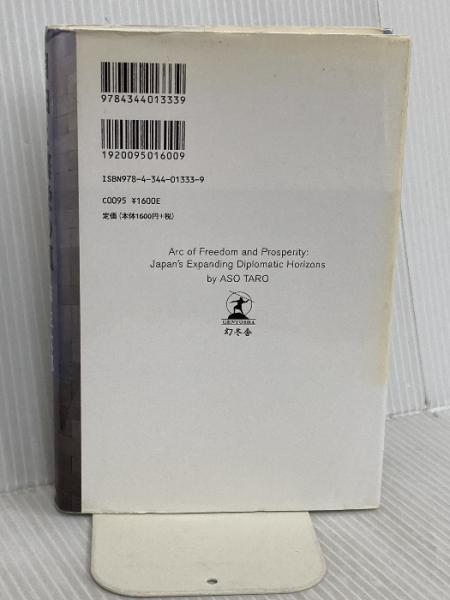 9784344013339
1920095016009
ISBN978-4-344-01333-9
C0095 ¥1600E
定価(本体1600円+税)
Arc of Freedom and Prosperity:
Japan's Expanding Diplomatic Horizons
by ASO TARO
GENTOSHA
幻冬舎